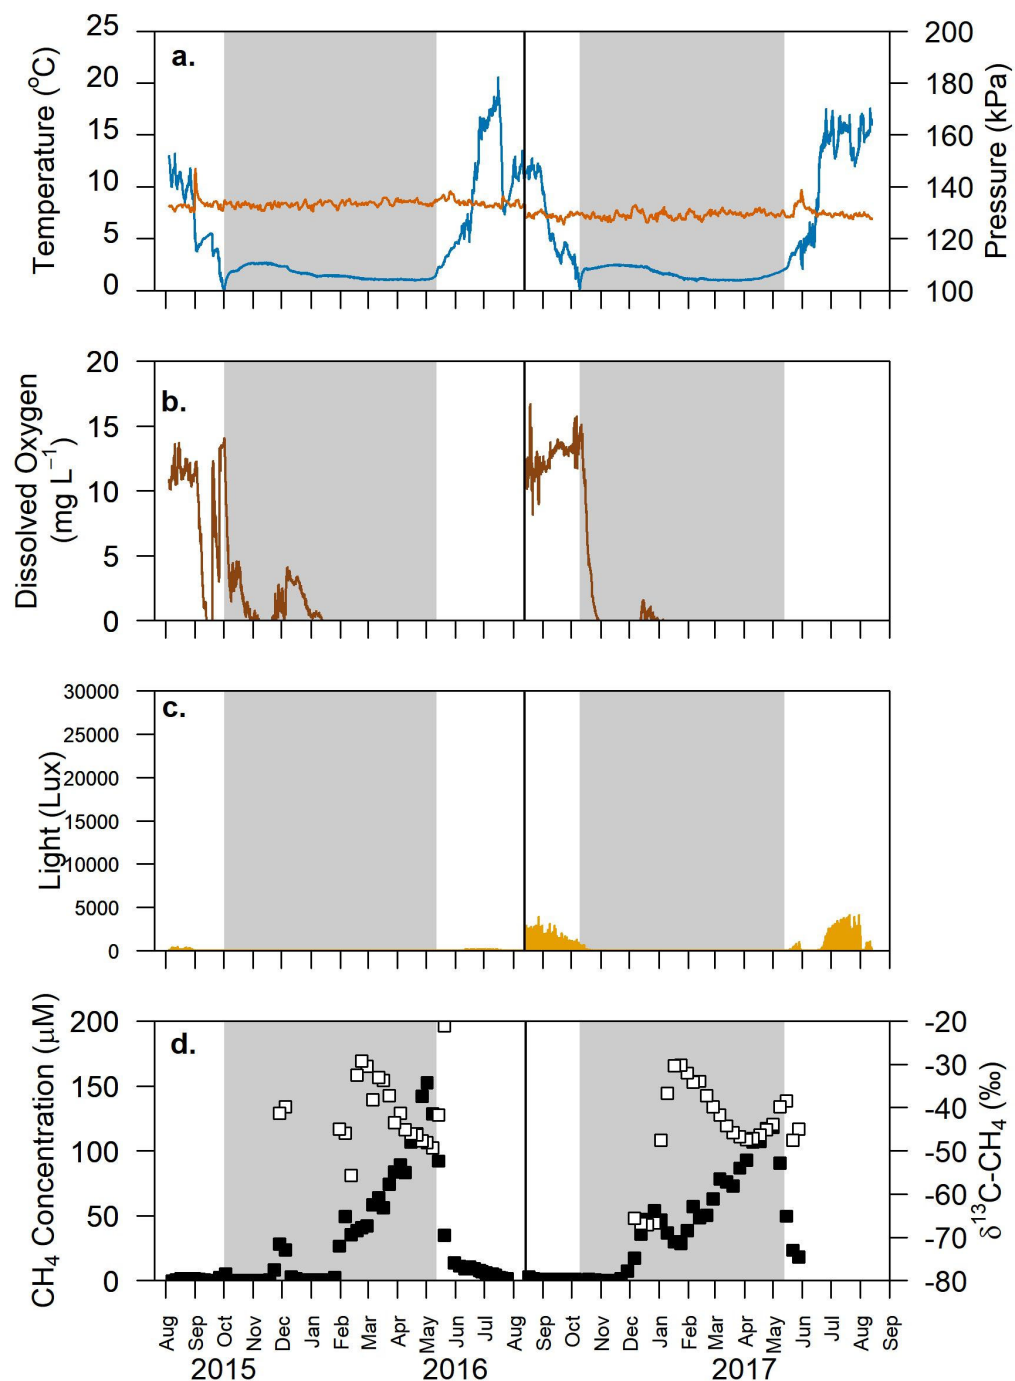 a.
Temperature (°C)
25
20
15
10
5
0
200
180
160
140
120
100
Pressure (kPa)
b.
Dissolved Oxygen
(mg L⁻¹)
20
15
10
5
0
c.
Light (Lux)
30000
25000
20000
15000
10000
5000
0
d.
CH₄ Concentration (μM)
200
150
100
50
0
-20
-30
-40
-50
-60
-70
-80
δ¹³C-CH₄ (‰)
Aug Sep Oct Nov Dec Jan Feb Mar Apr May Jun Jul Aug Sep Oct Nov Dec Jan Feb Mar Apr May Jun Jul Aug Sep
2015 2016 2017